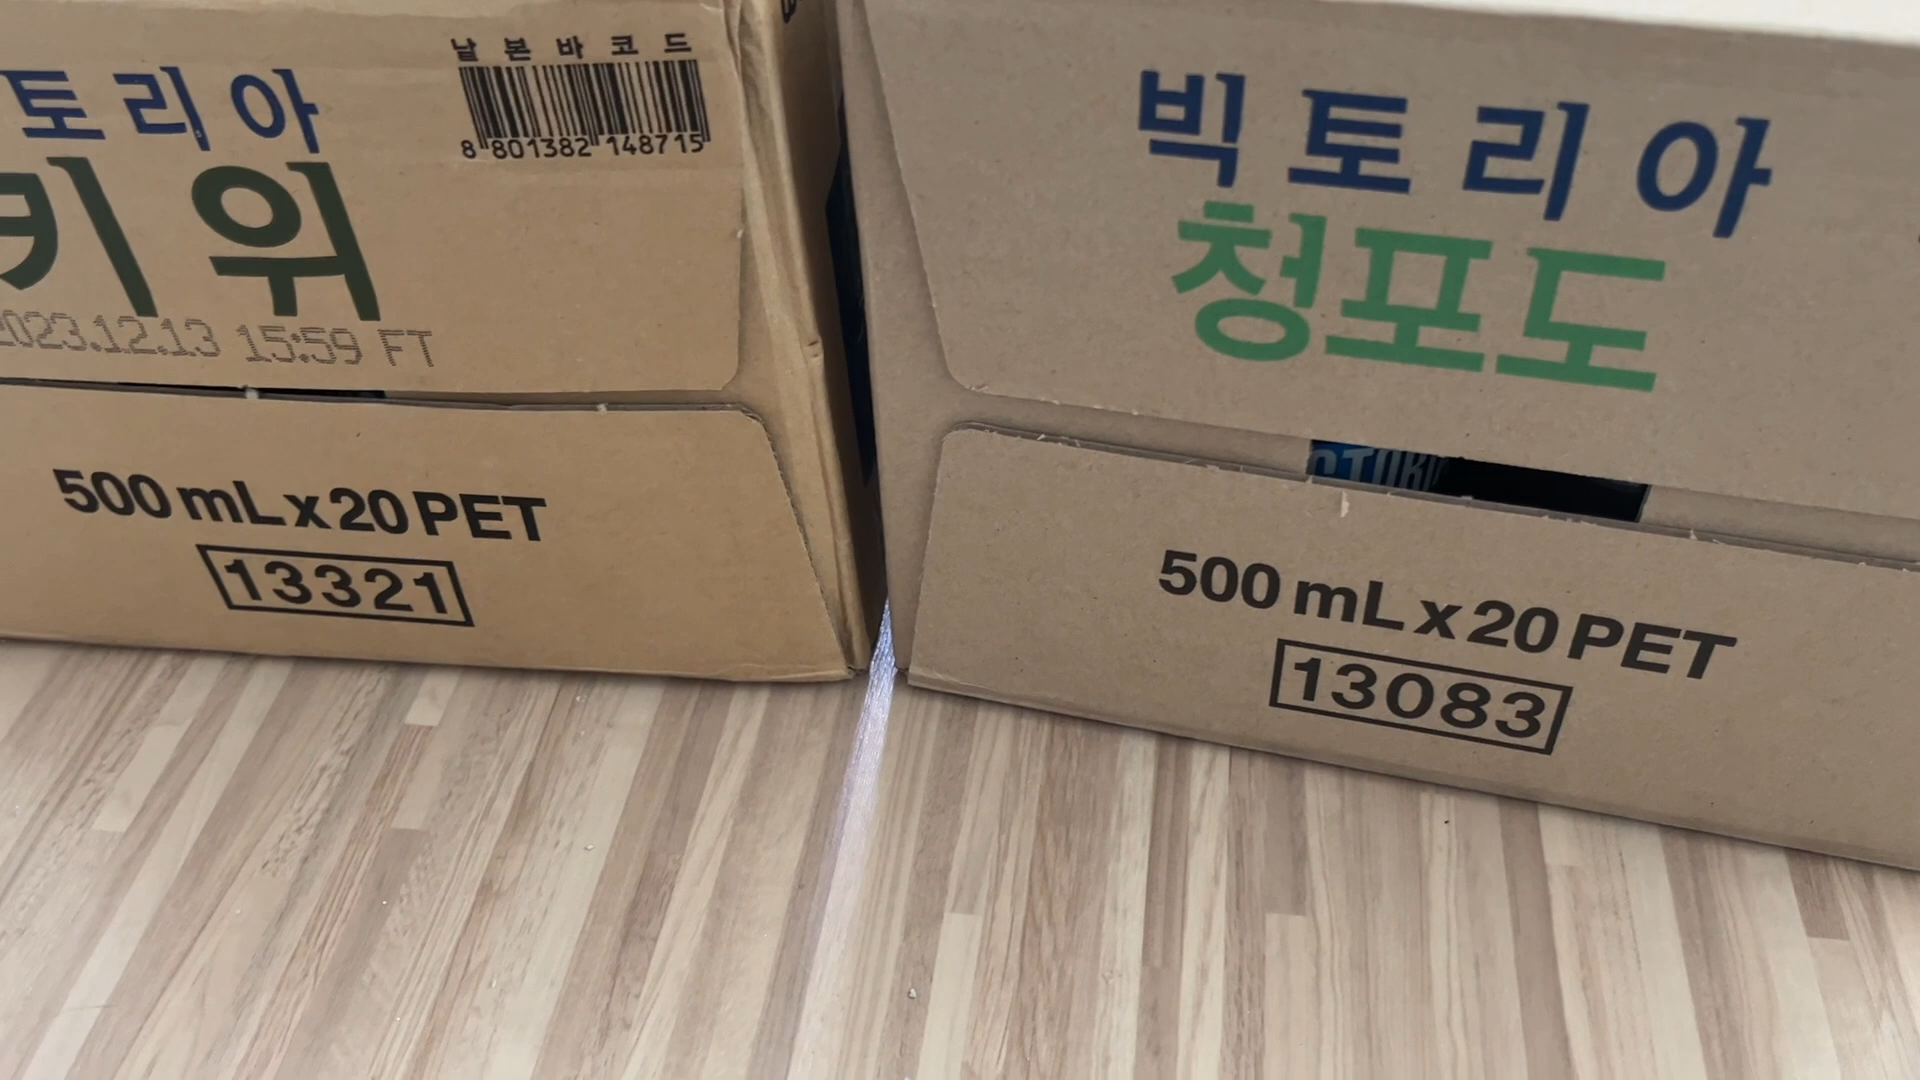 날본바코드
8 801382 148715
토리아
키위
2023.12.13 15:59 FT
500 mL x 20 PET
13321
빅토리아
청포도
500 mL x 20 PET
13083